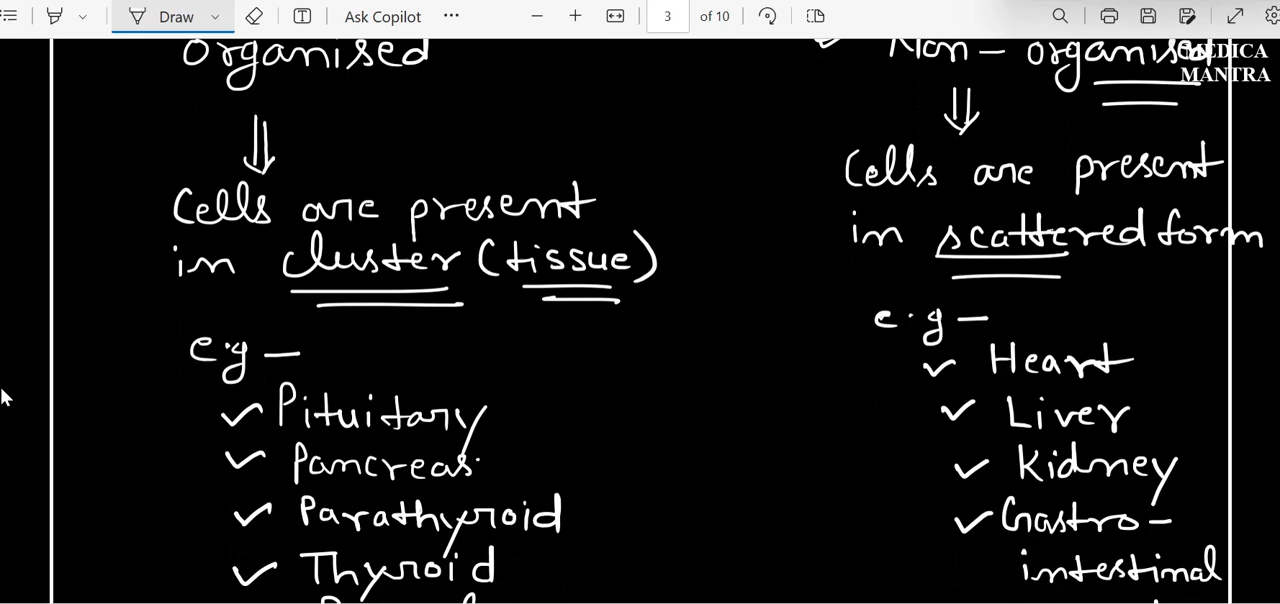 Draw
Ask Copilot
3 of 10
MEDICA
MANTRA
Organised
Cells are present
in cluster (tissue)
e.g –
Pituitary
Pancreas
Parathyroid
Thyroid
Non – organised
Cells are present
in scattered form
e.g –
Heart
Liver
Kidney
Gastro –
intestinal